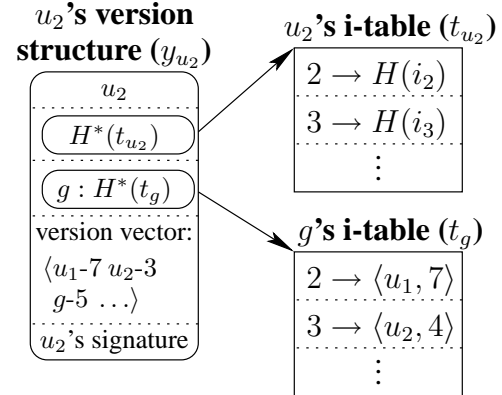 u₂'s version
structure (y_{u₂})
u₂
H*(t_{u₂})
g : H*(t_g)
version vector:
⟨u₁-7 u₂-3
g-5 …⟩
u₂'s signature
u₂'s i-table (t_{u₂})
2 → H(i₂)
3 → H(i₃)
⋮
g's i-table (t_g)
2 → ⟨u₁, 7⟩
3 → ⟨u₂, 4⟩
⋮